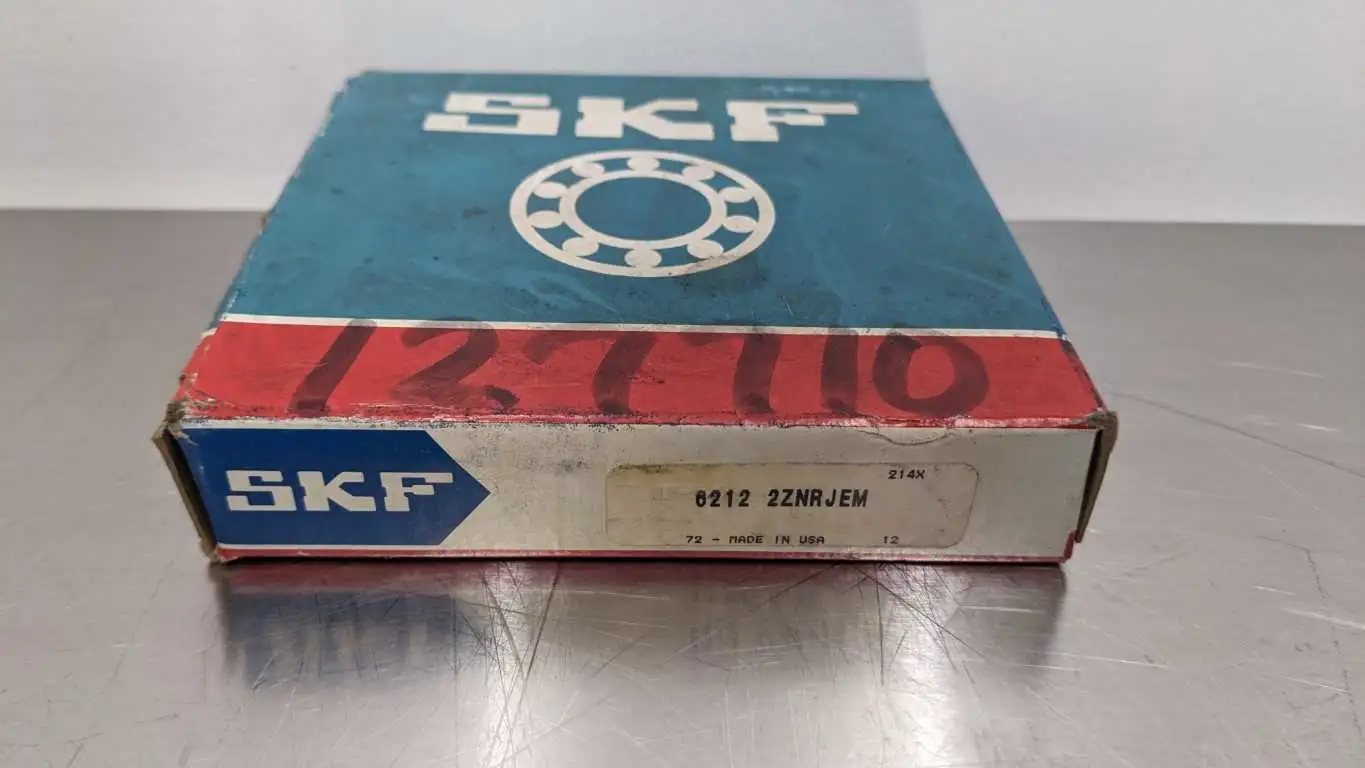 SKF
127710
SKF
214X
6212 2ZNRJEM
72 - MADE IN USA 12